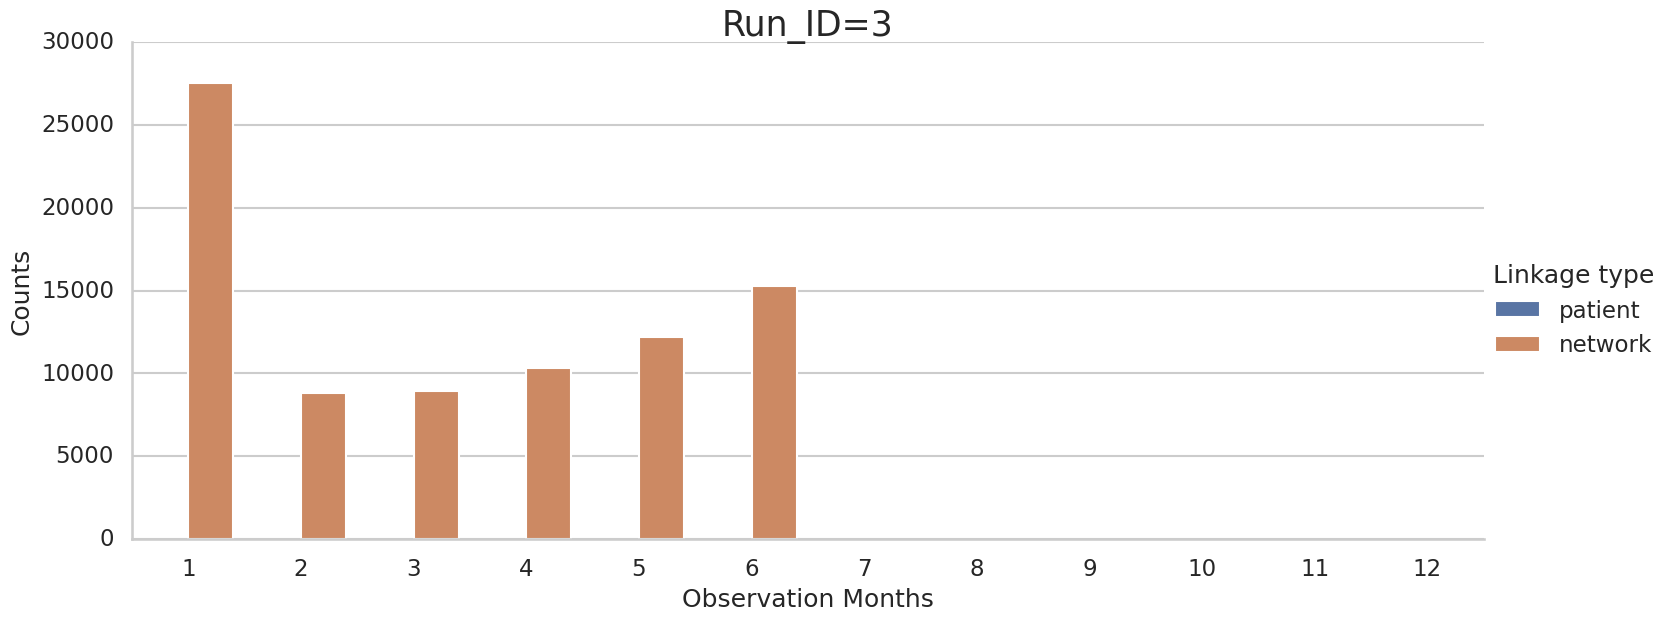 Run_ID=3
30000
25000
20000
15000
10000
5000
0
Counts
1 2 3 4 5 6 7 8 9 10 11 12
Observation Months
Linkage type
patient
network